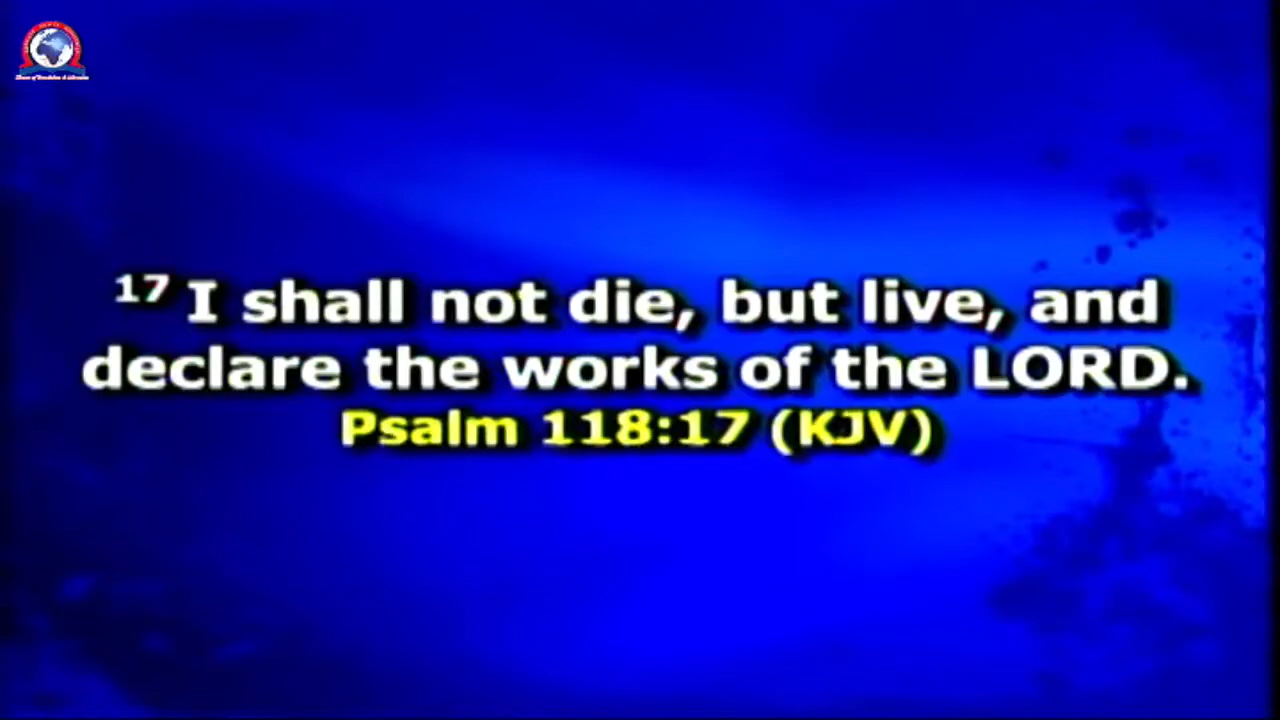 17 I shall not die, but live, and
declare the works of the LORD.
Psalm 118:17 (KJV)